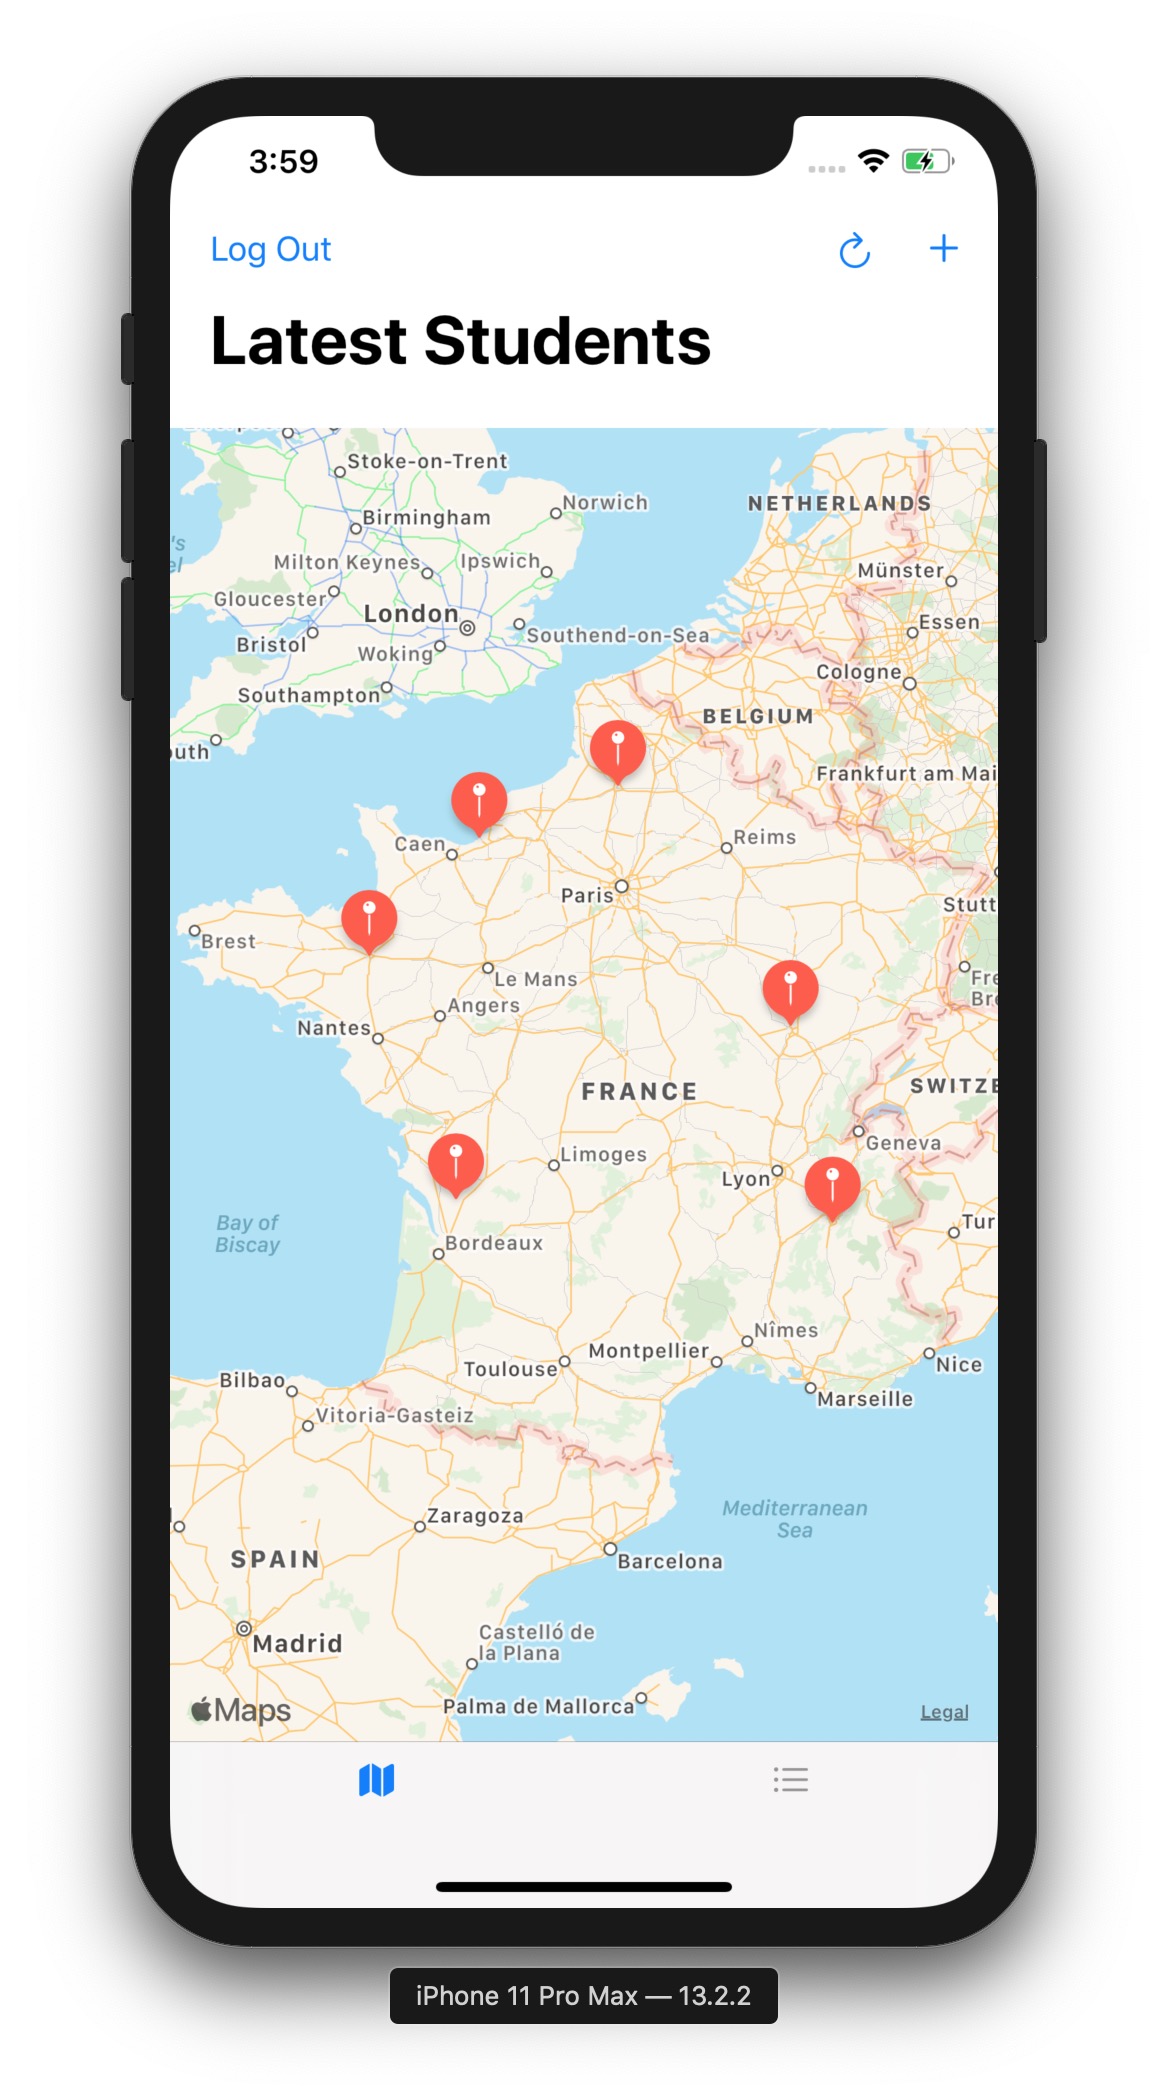 3:59
Log Out
Latest Students
Stoke-on-Trent
Norwich
NETHERLANDS
Birmingham
's
el
Milton Keynes
Ipswich
Münster
Gloucester
London
Essen
Southend-on-Sea
Bristol
Woking
Cologne
Southampton
BELGIUM
outh
Frankfurt am Mai
Caen
Reims
Paris
Stutt
Brest
Le Mans
Fre
Bre
Angers
Nantes
FRANCE
SWITZE
Geneva
Limoges
Lyon
Bay of
Biscay
Tur
Bordeaux
Nîmes
Montpellier
Toulouse
Nice
Bilbao
Marseille
Vitoria-Gasteiz
Zaragoza
Mediterranean
Sea
SPAIN
Barcelona
Madrid
Castelló de
la Plana
Palma de Mallorca
Maps
Legal
iPhone 11 Pro Max — 13.2.2